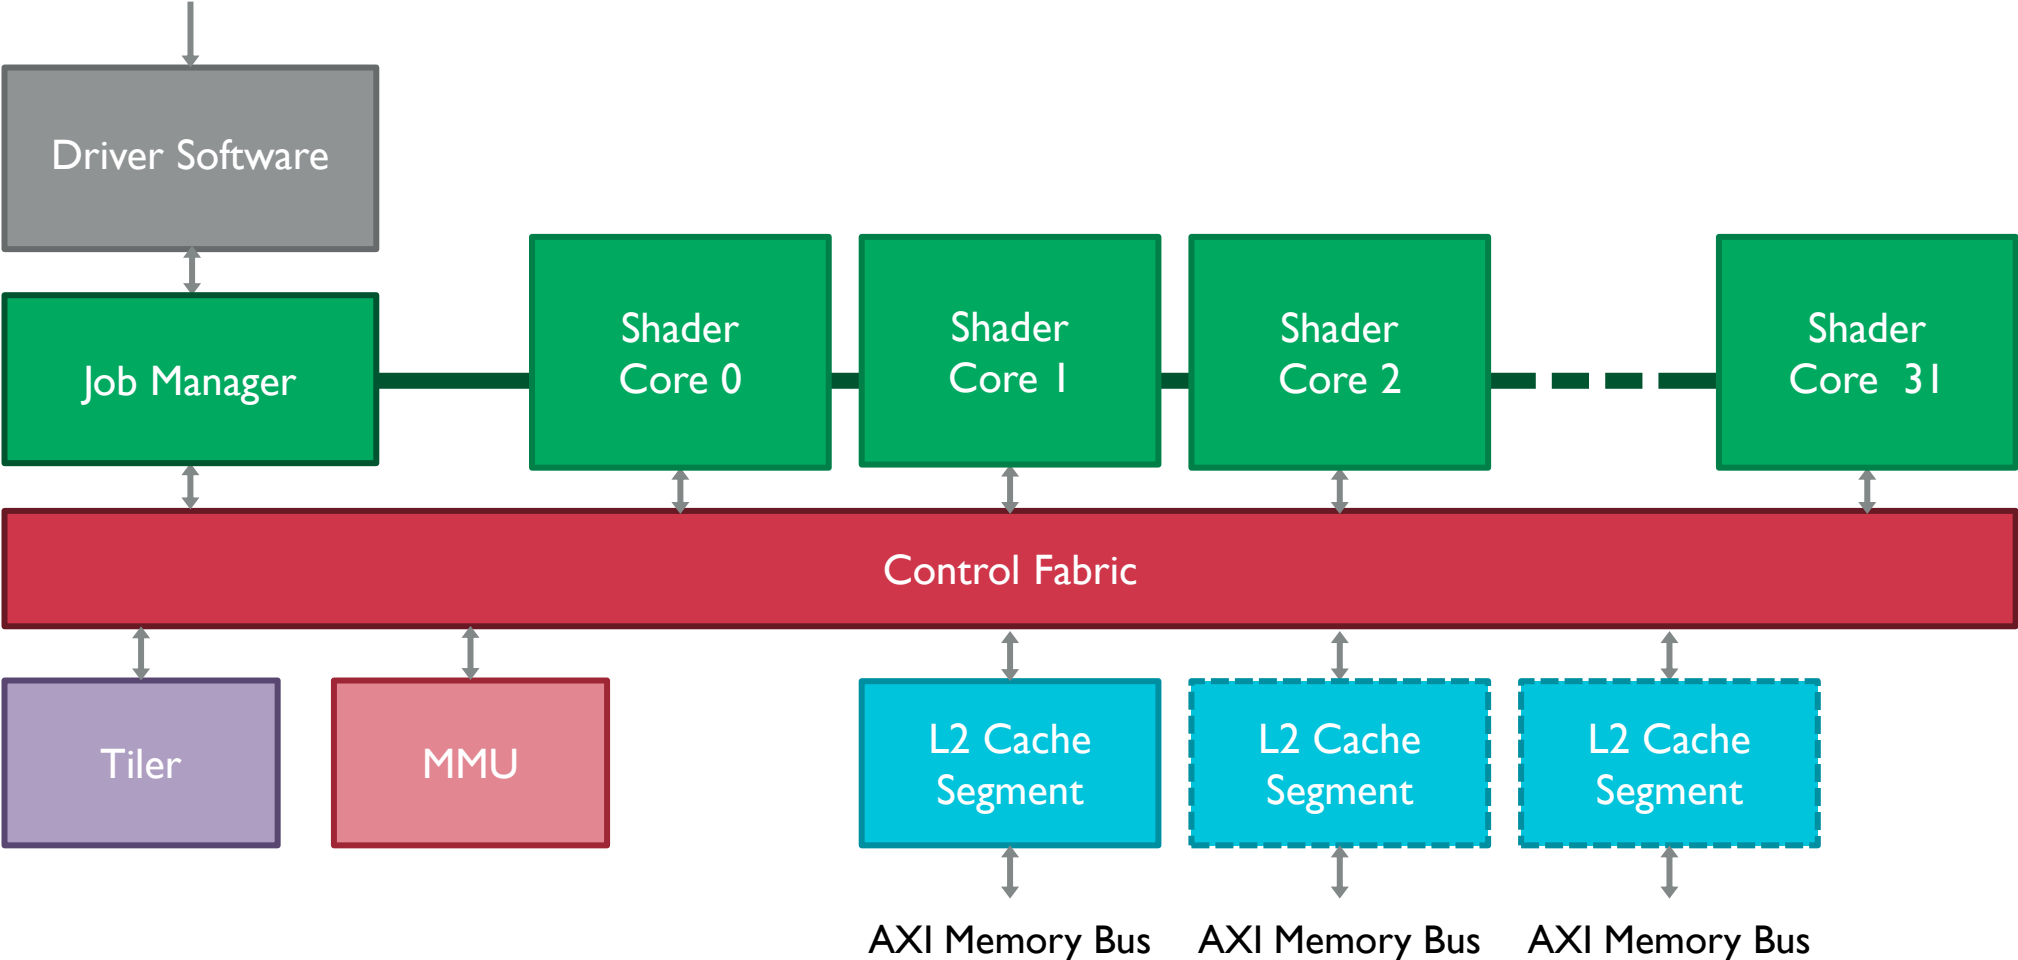 Driver Software
Job Manager
Shader
Core 0
Shader
Core 1
Shader
Core 2
Shader
Core 31
Control Fabric
Tiler
MMU
L2 Cache
Segment
L2 Cache
Segment
L2 Cache
Segment
AXI Memory Bus
AXI Memory Bus
AXI Memory Bus